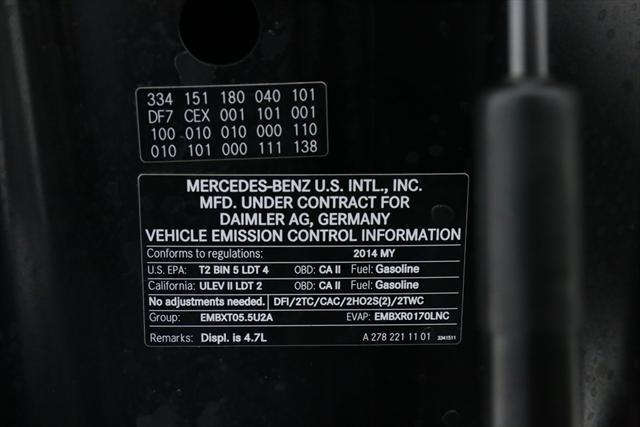 334 151 180 040 101
DF7 CEX 001 101 001
100 010 010 000 110
010 101 000 111 138
MERCEDES-BENZ U.S. INTL., INC.
MFD. UNDER CONTRACT FOR
DAIMLER AG, GERMANY
VEHICLE EMISSION CONTROL INFORMATION
Conforms to regulations: 2014 MY
U.S. EPA: T2 BIN 5 LDT 4 OBD: CA II Fuel: Gasoline
California: ULEV II LDT 2 OBD: CA II Fuel: Gasoline
No adjustments needed. DFI/2TC/CAC/2HO2S(2)/2TWC
Group: EMBXT05.5U2A EVAP: EMBXR0170LNC
Remarks: Displ. is 4.7L A 278 221 11 01 3341511